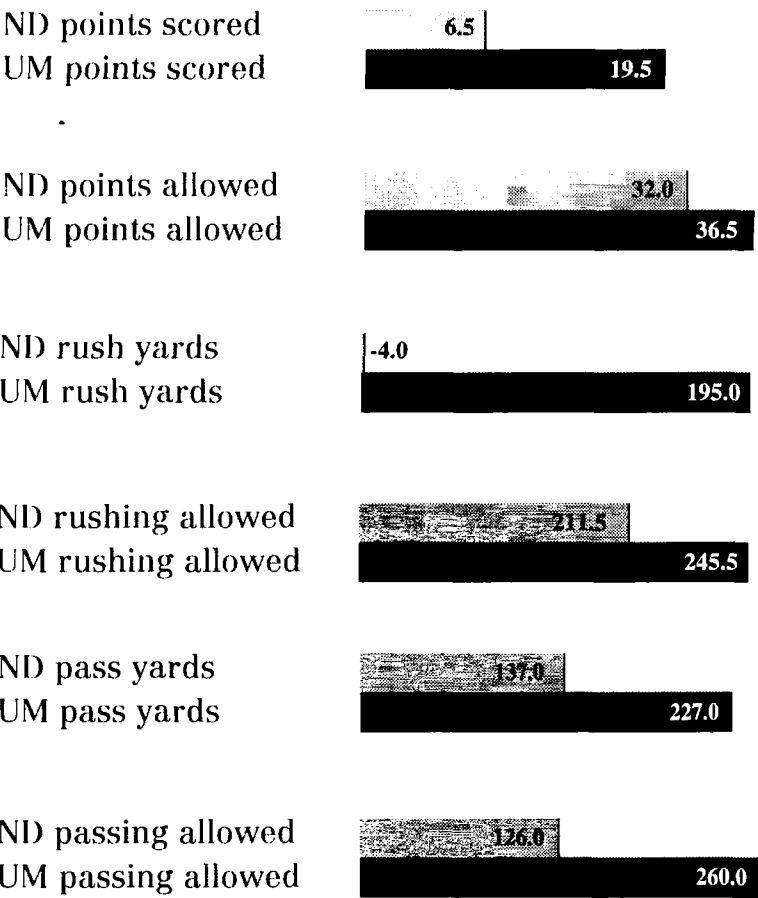 ND points scored 6.5
UM points scored 19.5
ND points allowed 32.0
UM points allowed 36.5
ND rush yards -4.0
UM rush yards 195.0
ND rushing allowed 211.5
UM rushing allowed 245.5
ND pass yards 137.0
UM pass yards 227.0
ND passing allowed 126.0
UM passing allowed 260.0